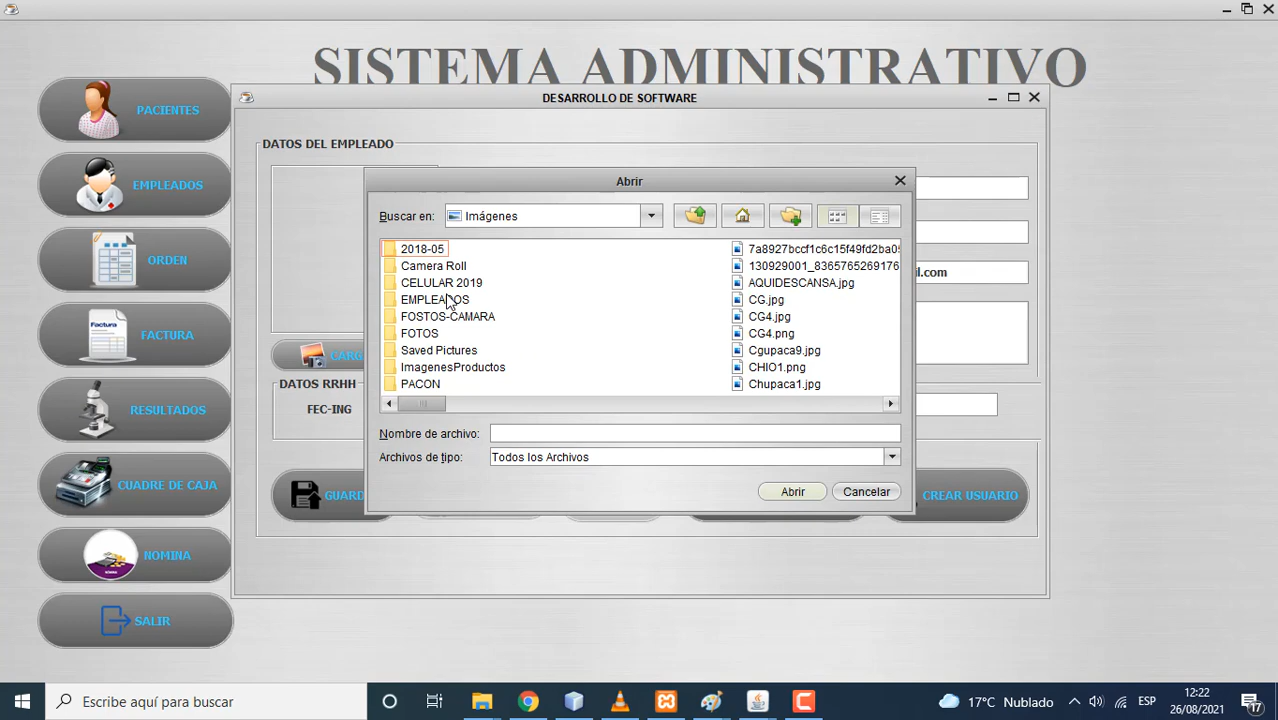 SISTEMA ADMINISTRATIVO
DESARROLLO DE SOFTWARE
PACIENTES
EMPLEADOS
ORDEN
Factura
FACTURA
RESULTADOS
CUADRE DE CAJA
NOMINA
SALIR
DATOS DEL EMPLEADO
il.com
CARG
DATOS RRHH
FEC-ING
GUARD
CREAR USUARIO
Abrir
Buscar en:
Imágenes
2018-05
Camera Roll
CELULAR 2019
EMPLEADOS
FOSTOS-CAMARA
FOTOS
Saved Pictures
ImagenesProductos
PACON
7a8927bccf1c6c15f49fd2ba0
130929001_8365765269176
AQUIDESCANSA.jpg
CG.jpg
CG4.jpg
CG4.png
Cgupaca9.jpg
CHIO1.png
Chupaca1.jpg
Nombre de archivo:
Archivos de tipo:
Todos los Archivos
Abrir
Cancelar
Escribe aquí para buscar
17°C Nublado
ESP
12:22
26/08/2021
17